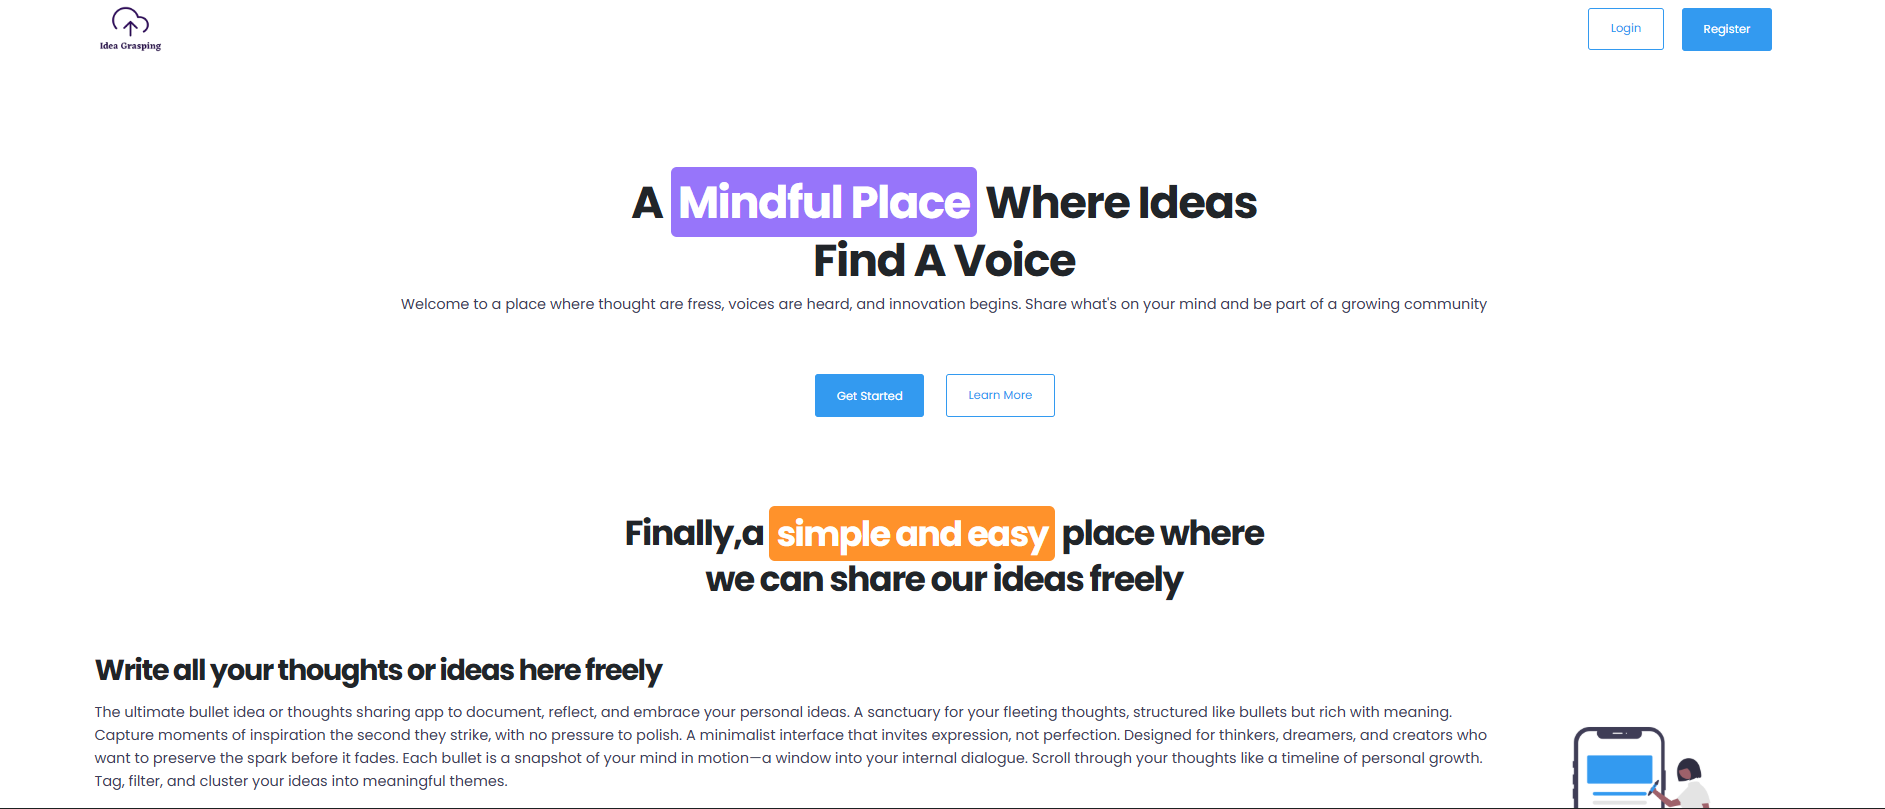 Idea Grasping
Login
Register
A Mindful Place Where Ideas
Find A Voice
Welcome to a place where thought are fress, voices are heard, and innovation begins. Share what's on your mind and be part of a growing community
Get Started
Learn More
Finally,a simple and easy place where
we can share our ideas freely
Write all your thoughts or ideas here freely
The ultimate bullet idea or thoughts sharing app to document, reflect, and embrace your personal ideas. A sanctuary for your fleeting thoughts, structured like bullets but rich with meaning.
Capture moments of inspiration the second they strike, with no pressure to polish. A minimalist interface that invites expression, not perfection. Designed for thinkers, dreamers, and creators who
want to preserve the spark before it fades. Each bullet is a snapshot of your mind in motion—a window into your internal dialogue. Scroll through your thoughts like a timeline of personal growth.
Tag, filter, and cluster your ideas into meaningful themes.